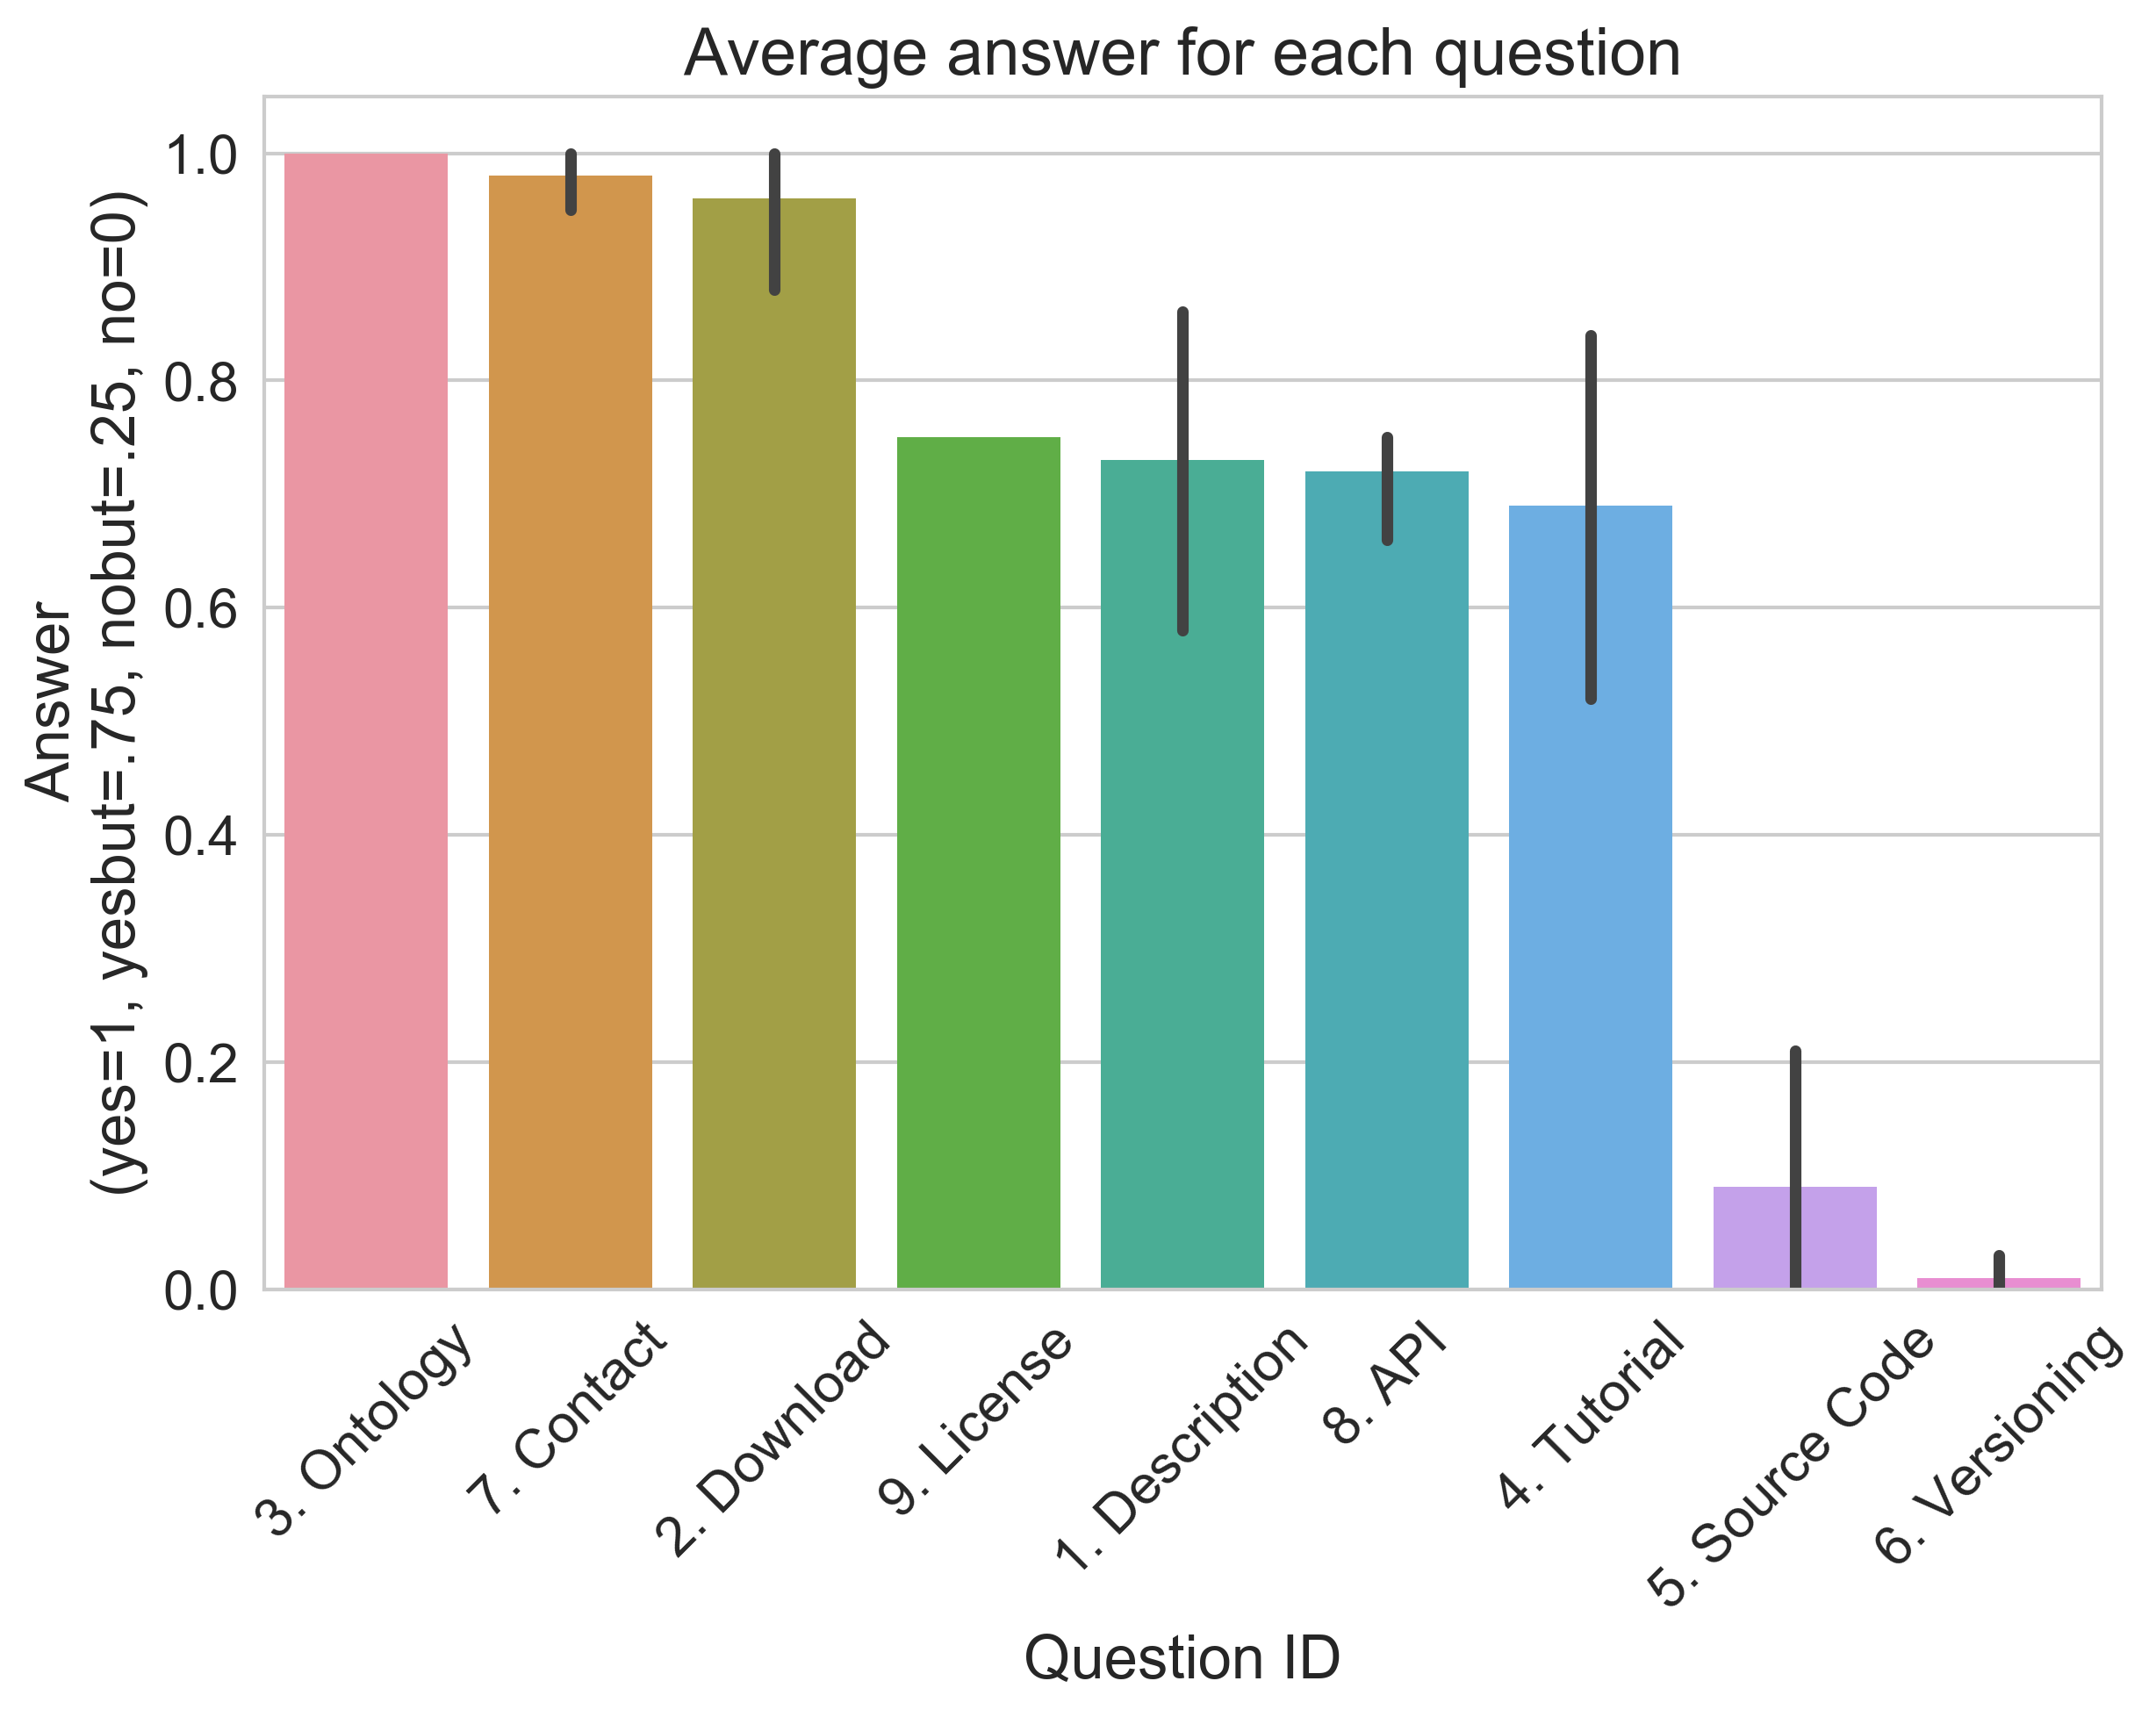 Average answer for each question
Answer
(yes=1, yesbut=.75, nobut=.25, no=0)
1.0
0.8
0.6
0.4
0.2
0.0
3. Ontology
7. Contact
2. Download
9. License
1. Description
8. API
4. Tutorial
5. Source Code
6. Versioning
Question ID